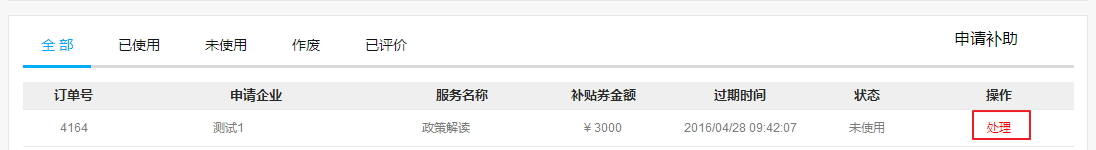 全 部 已使用 未使用 作废 已评价 申请补助
订单号 申请企业 服务名称 补贴券金额 过期时间 状态 操作
4164 测试1 政策解读 ¥ 3000 2016/04/28 09:42:07 未使用 处理